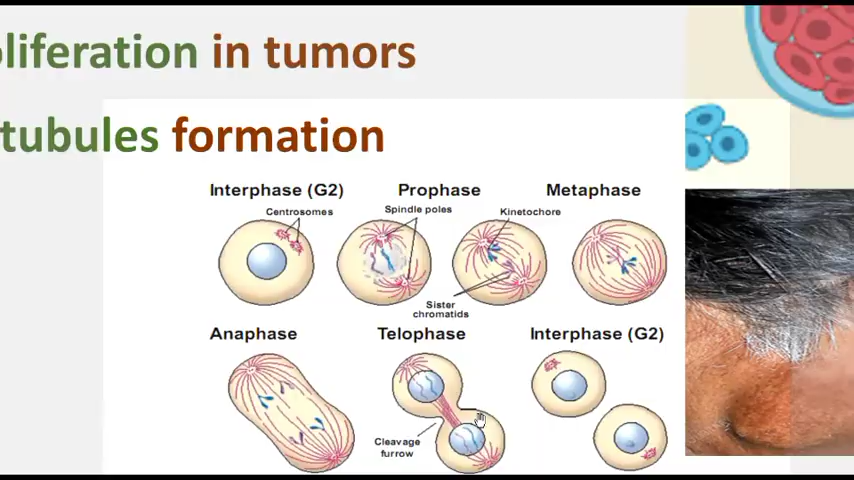 oliferation in tumors
tubules formation
Interphase (G2) Prophase Metaphase
Centrosomes Spindle poles Kinetochore
Sister
chromatids
Anaphase Telophase Interphase (G2)
Cleavage
furrow